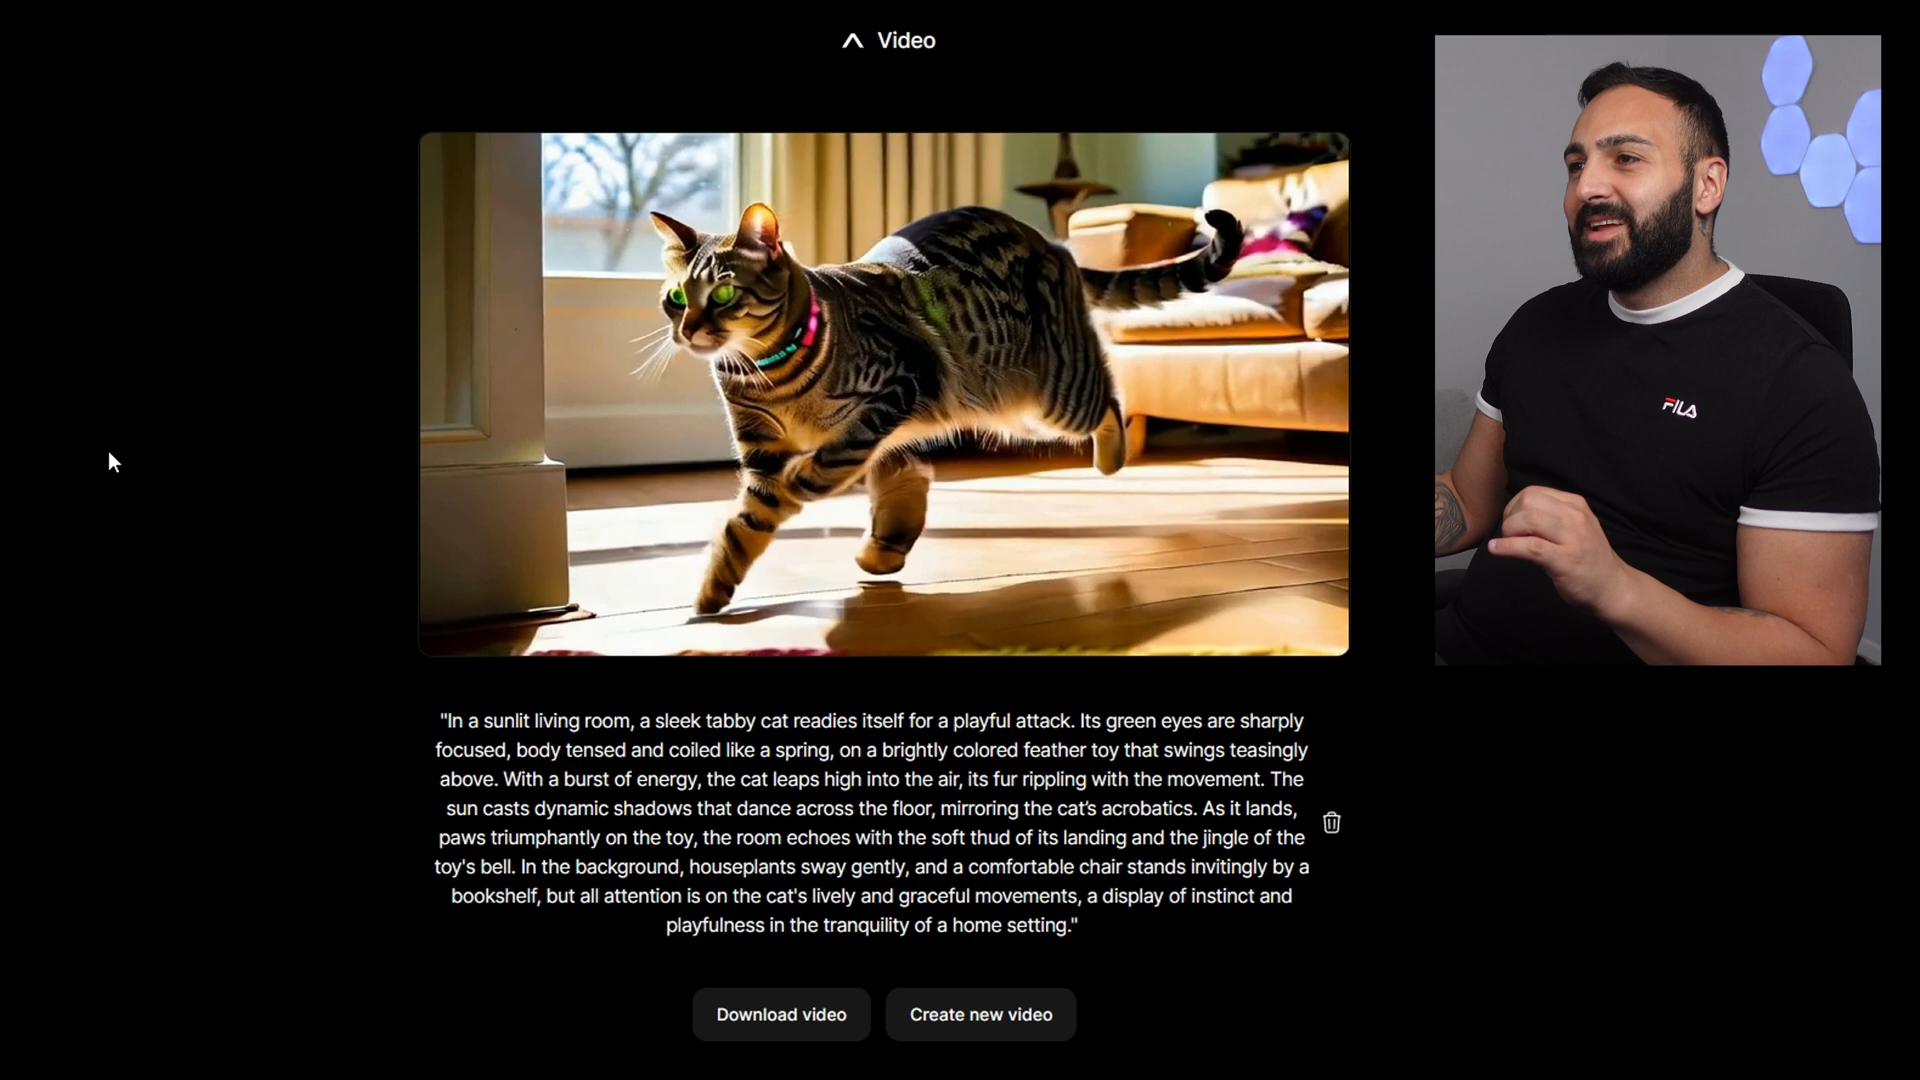 Video
FILA
"In a sunlit living room, a sleek tabby cat readies itself for a playful attack. Its green eyes are sharply
focused, body tensed and coiled like a spring, on a brightly colored feather toy that swings teasingly
above. With a burst of energy, the cat leaps high into the air, its fur rippling with the movement. The
sun casts dynamic shadows that dance across the floor, mirroring the cat’s acrobatics. As it lands,
paws triumphantly on the toy, the room echoes with the soft thud of its landing and the jingle of the
toy's bell. In the background, houseplants sway gently, and a comfortable chair stands invitingly by a
bookshelf, but all attention is on the cat's lively and graceful movements, a display of instinct and
playfulness in the tranquility of a home setting."
Download video
Create new video